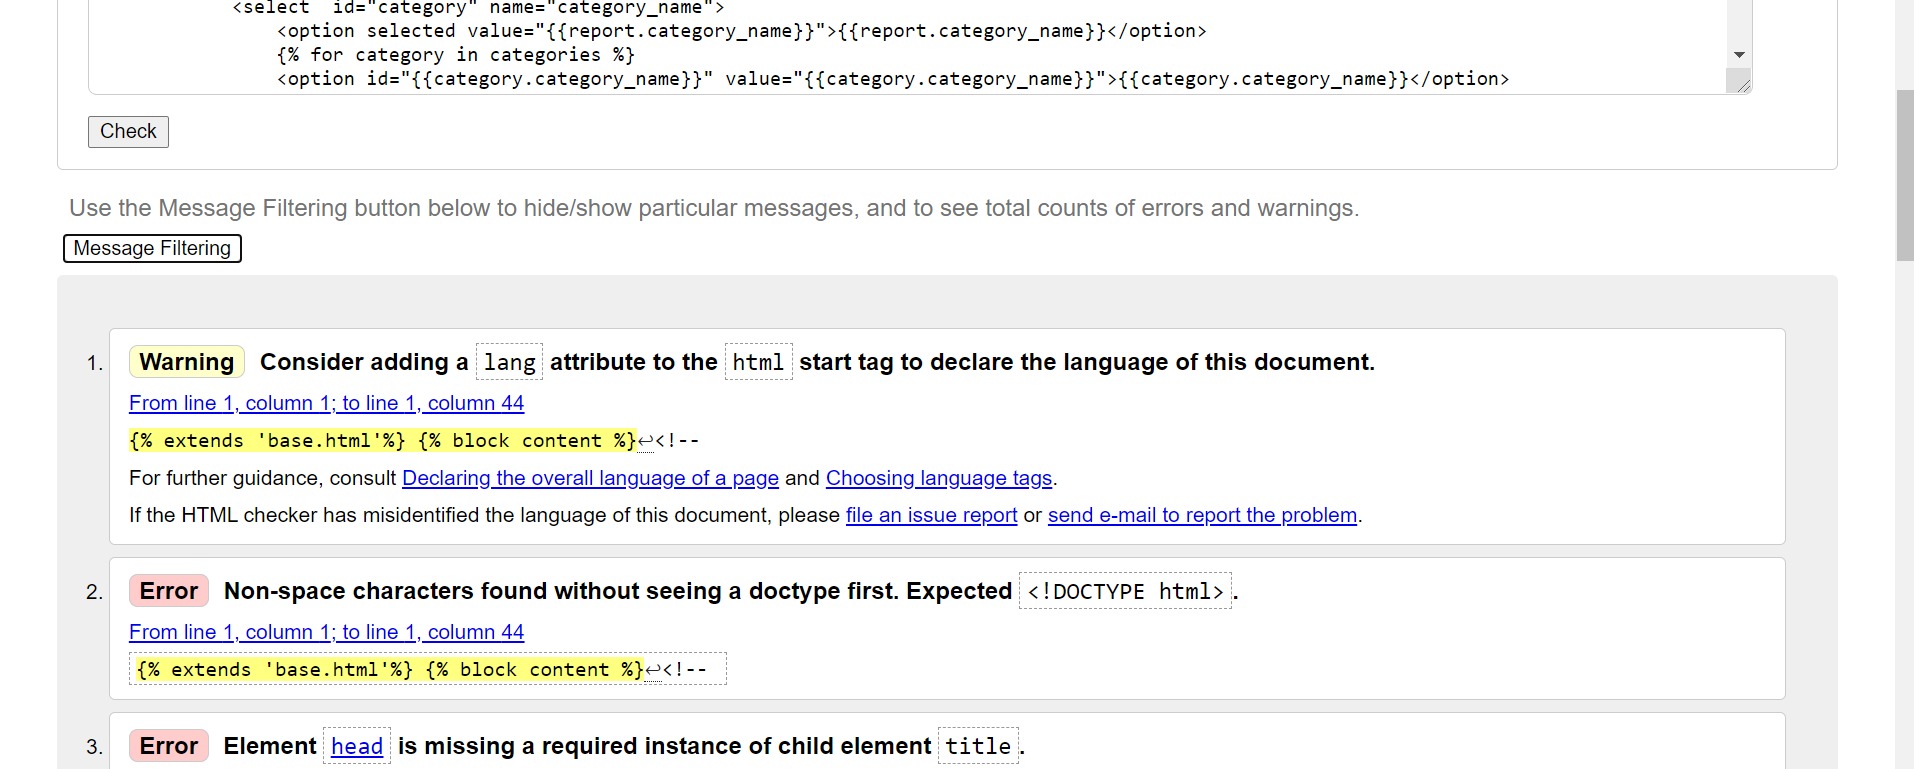 <select  id="category" name="category_name">
<option selected value="{{report.category_name}}">{{report.category_name}}</option>
{% for category in categories %}
<option id="{{category.category_name}}" value="{{category.category_name}}">{{category.category_name}}</option>
Check
Use the Message Filtering button below to hide/show particular messages, and to see total counts of errors and warnings.
Message Filtering
1. Warning Consider adding a lang attribute to the html start tag to declare the language of this document.
From line 1, column 1; to line 1, column 44
{% extends 'base.html'%} {% block content %}↩<!--
For further guidance, consult Declaring the overall language of a page and Choosing language tags.
If the HTML checker has misidentified the language of this document, please file an issue report or send e-mail to report the problem.
2. Error Non-space characters found without seeing a doctype first. Expected <!DOCTYPE html>.
From line 1, column 1; to line 1, column 44
{% extends 'base.html'%} {% block content %}↩<!--
3. Error Element head is missing a required instance of child element title.